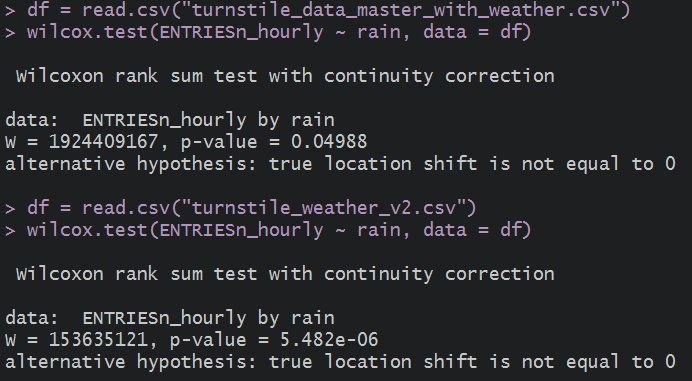 > df = read.csv("turnstile_data_master_with_weather.csv")
> wilcox.test(ENTRIESn_hourly ~ rain, data = df)
Wilcoxon rank sum test with continuity correction
data:  ENTRIESn_hourly by rain
W = 1924409167, p-value = 0.04988
alternative hypothesis: true location shift is not equal to 0
> df = read.csv("turnstile_weather_v2.csv")
> wilcox.test(ENTRIESn_hourly ~ rain, data = df)
Wilcoxon rank sum test with continuity correction
data:  ENTRIESn_hourly by rain
W = 153635121, p-value = 5.482e-06
alternative hypothesis: true location shift is not equal to 0